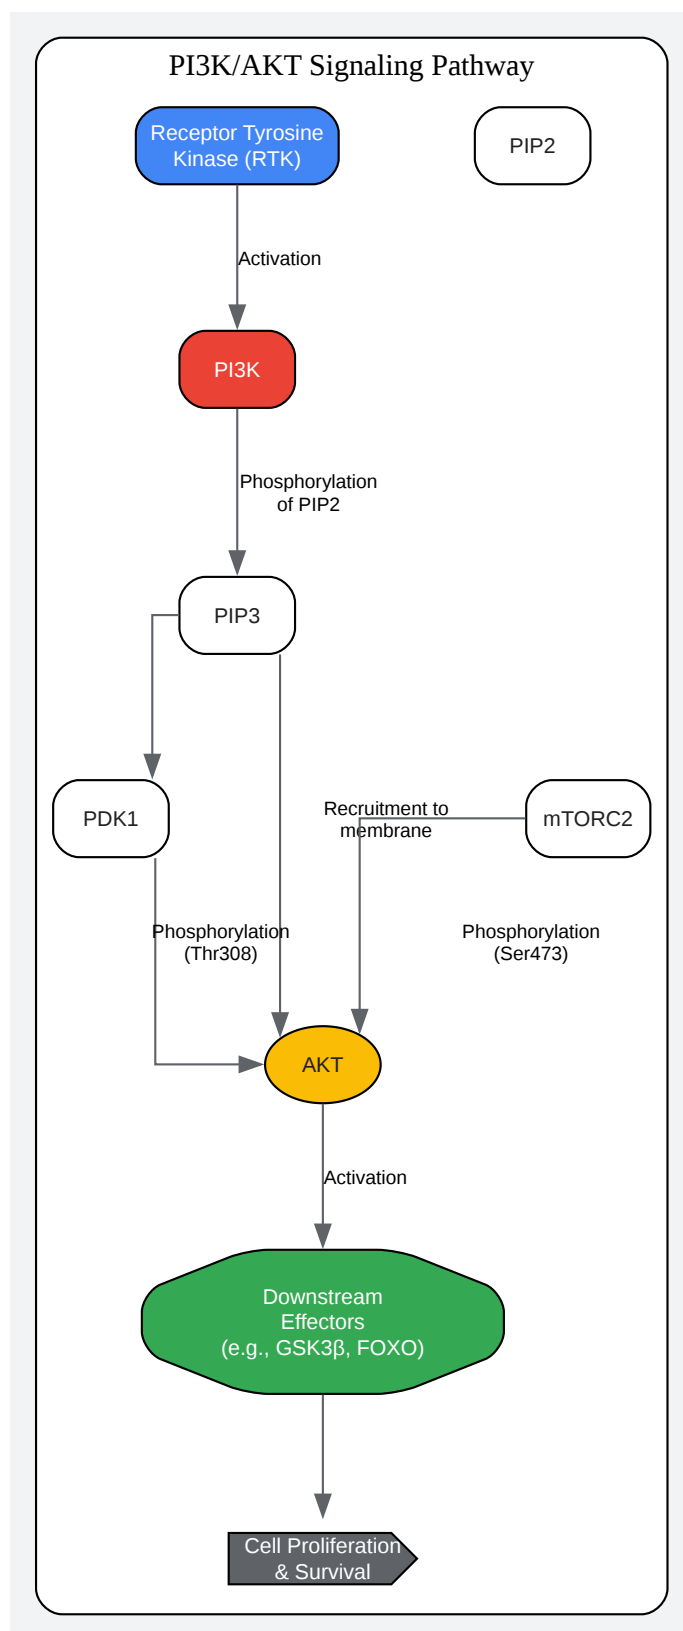 PI3K/AKT Signaling Pathway
Receptor Tyrosine
Kinase (RTK)
PIP2
Activation
PI3K
Phosphorylation
of PIP2
PIP3
PDK1
Recruitment to
membrane
mTORC2
Phosphorylation
(Thr308)
Phosphorylation
(Ser473)
AKT
Activation
Downstream
Effectors
(e.g., GSK3β, FOXO)
Cell Proliferation
& Survival